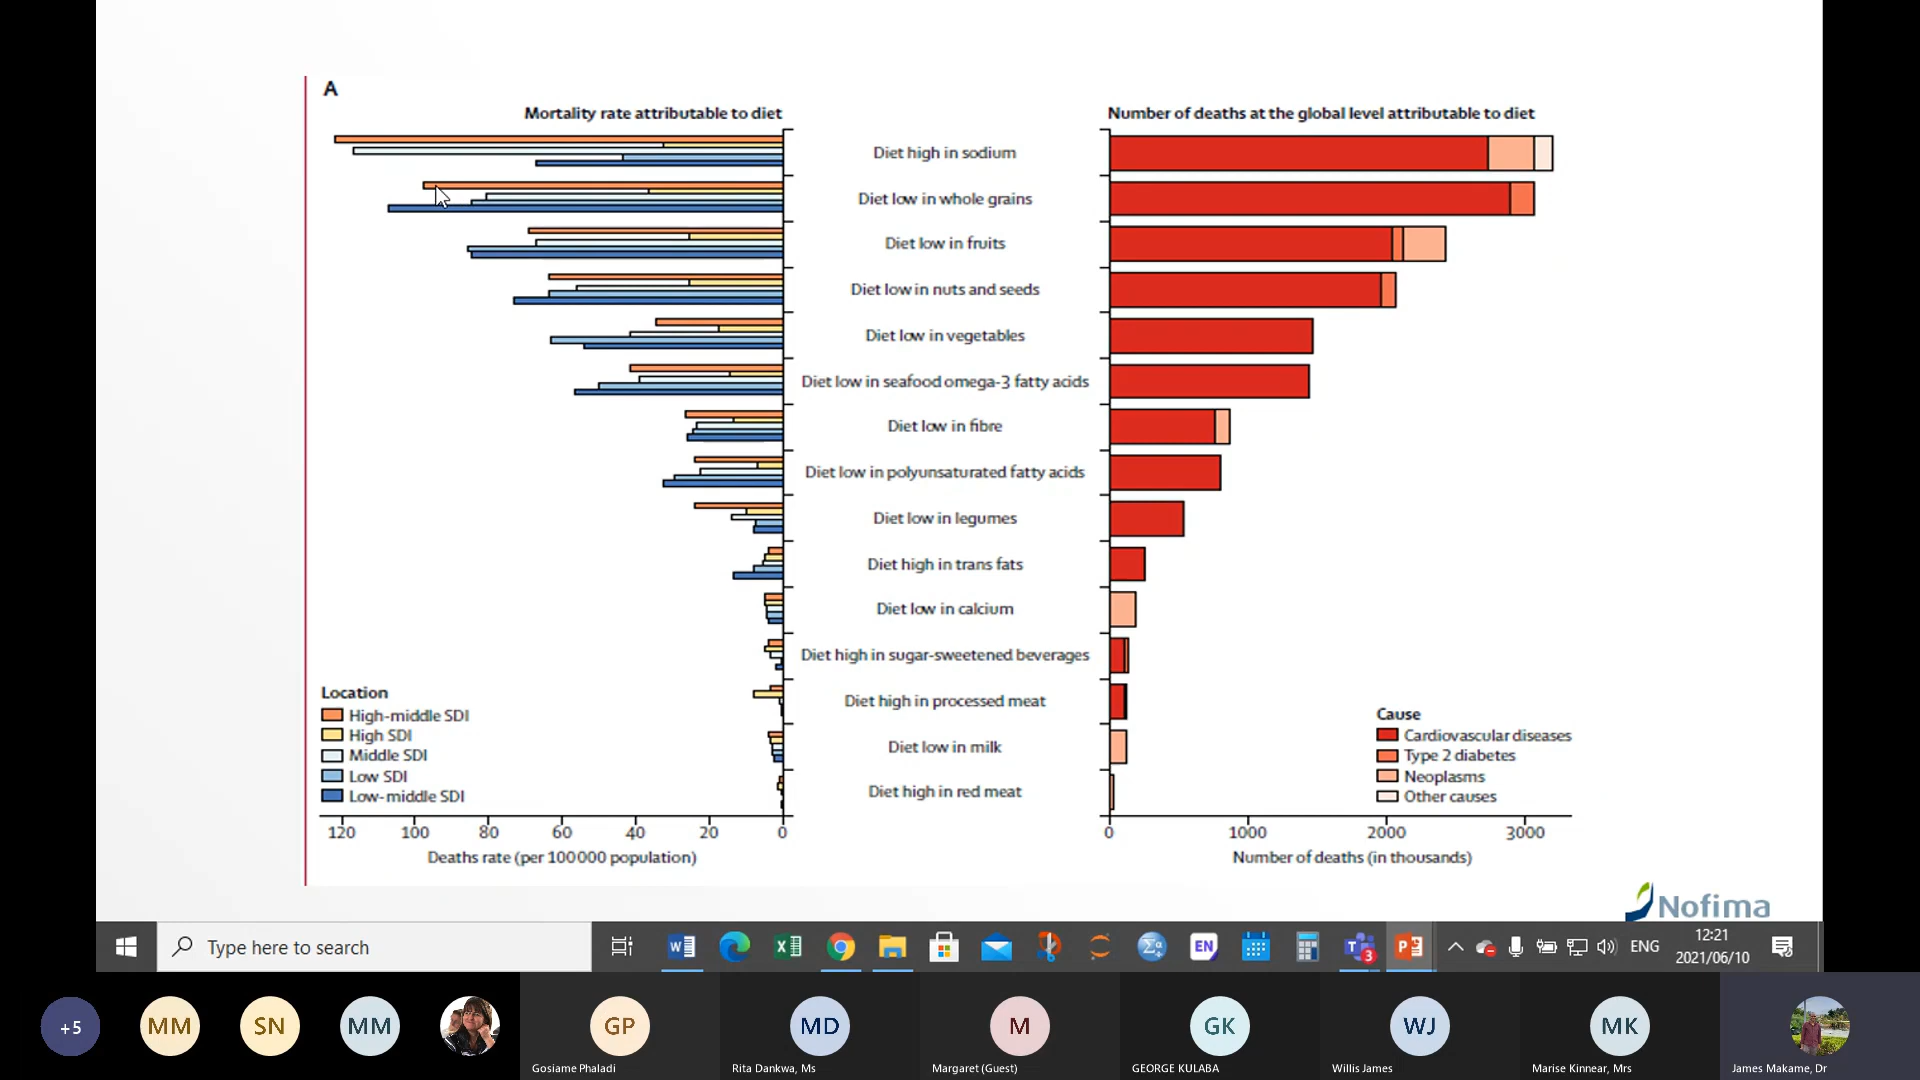 A
Mortality rate attributable to diet
Number of deaths at the global level attributable to diet
Diet high in sodium
Diet low in whole grains
Diet low in fruits
Diet low in nuts and seeds
Diet low in vegetables
Diet low in seafood omega-3 fatty acids
Diet low in fibre
Diet low in polyunsaturated fatty acids
Diet low in legumes
Diet high in trans fats
Diet low in calcium
Diet high in sugar-sweetened beverages
Diet high in processed meat
Diet low in milk
Diet high in red meat
Location
High-middle SDI
High SDI
Middle SDI
Low SDI
Low-middle SDI
Cause
Cardiovascular diseases
Type 2 diabetes
Neoplasms
Other causes
120 100 80 60 40 20 0
Deaths rate (per 100 000 population)
0 1000 2000 3000
Number of deaths (in thousands)
Nofima
Type here to search
EN
3
ENG
12:21
2021/06/10
+5
MM
SN
MM
GP
Gosiame Phaladi
MD
Rita Dankwa, Ms
M
Margaret (Guest)
GK
GEORGE KULABA
WJ
Willis James
MK
Marise Kinnear, Mrs
James Makame, Dr